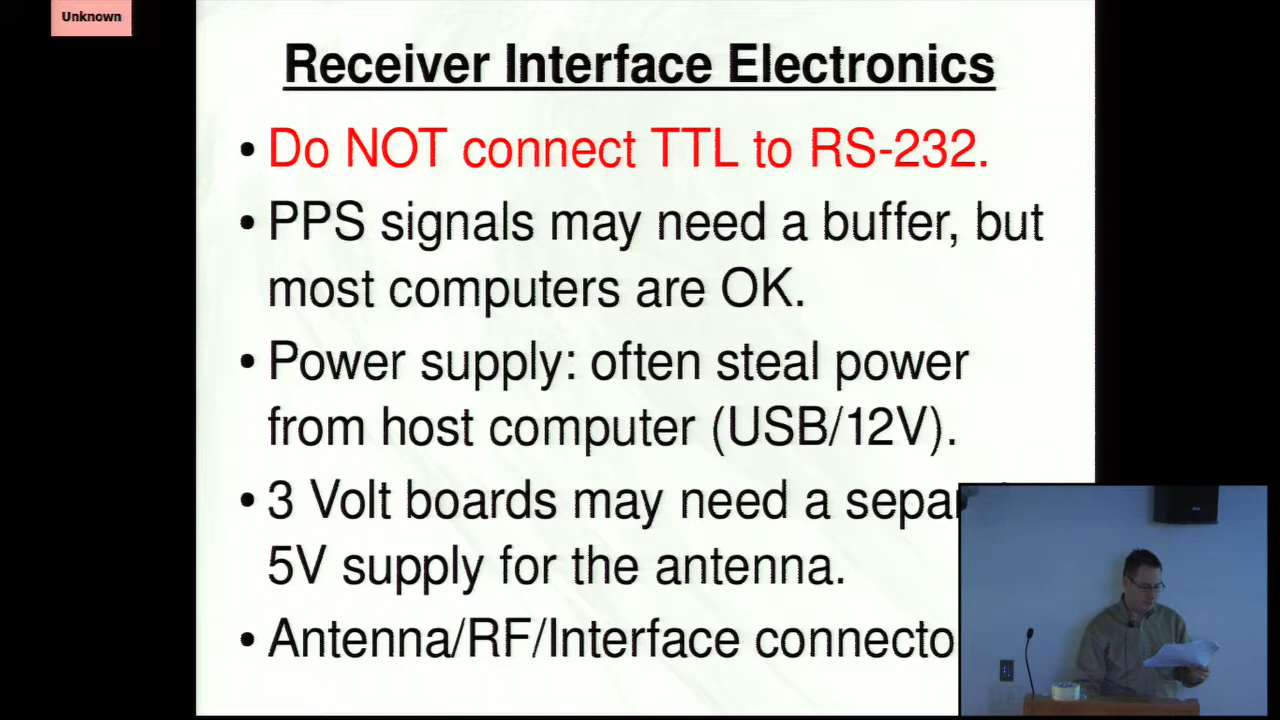 Unknown
Receiver Interface Electronics
• Do NOT connect TTL to RS-232.
• PPS signals may need a buffer, but
most computers are OK.
• Power supply: often steal power
from host computer (USB/12V).
• 3 Volt boards may need a
5V supply for the antenna.
• Antenna/RF/Interface